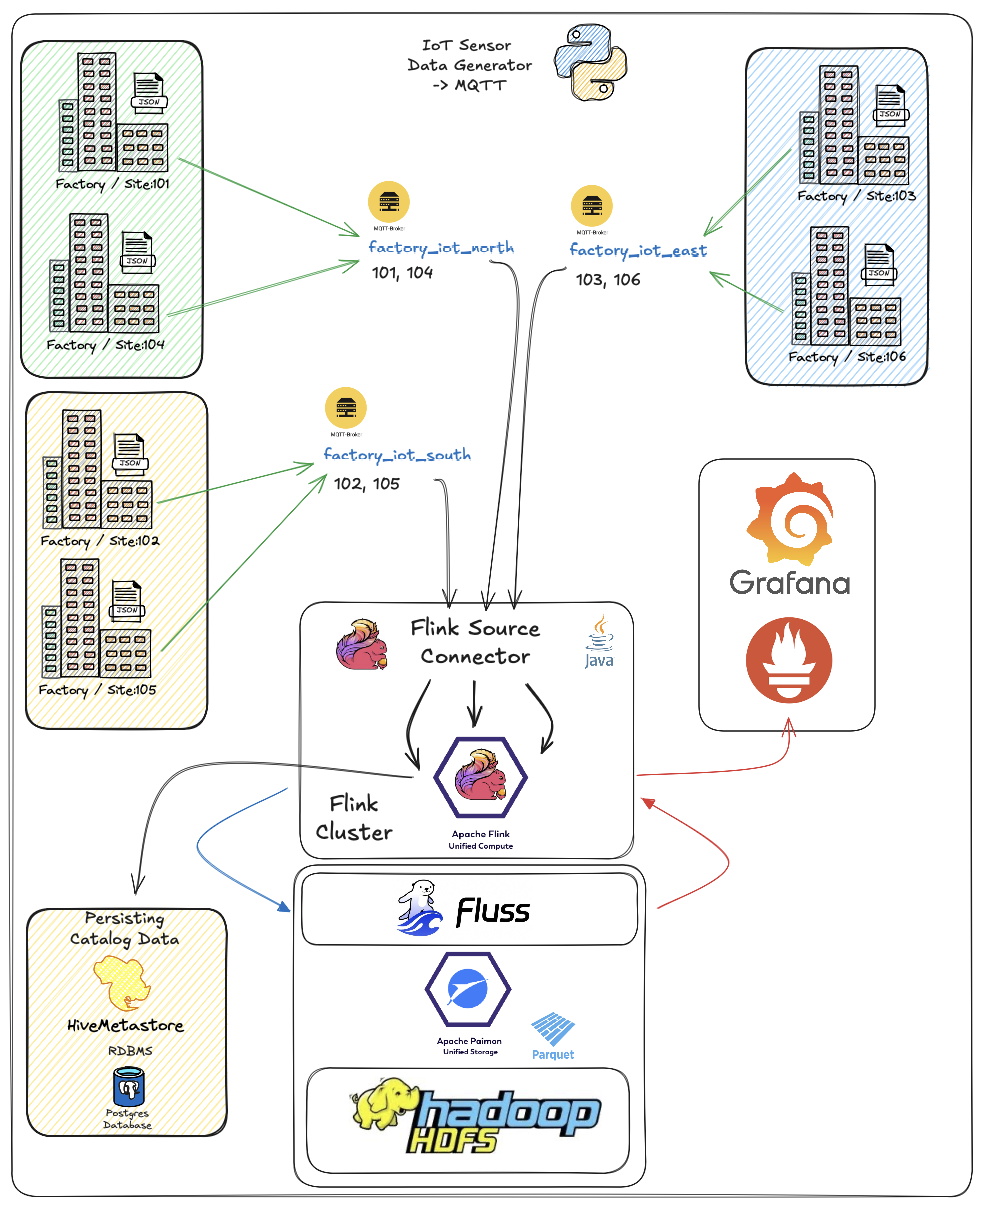 IoT Sensor
Data Generator
-> MQTT
JSON
Factory / Site:101
JSON
Factory / Site:104
MQTT-Broker
factory_iot_north
101, 104
MQTT-Broker
factory_iot_east
103, 106
JSON
Factory / Site:103
JSON
Factory / Site:106
JSON
Factory / Site:102
JSON
Factory / Site:105
MQTT-Broker
factory_iot_south
102, 105
Grafana
Flink Source
Connector
Java
Flink
Cluster
Apache Flink
Unified Compute
Persisting
Catalog Data
HiveMetastore
RDBMS
Postgres
Database
Fluss
Apache Paimon
Unified Storage
Parquet
hadoop
HDFS